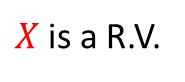 X is a R.V.